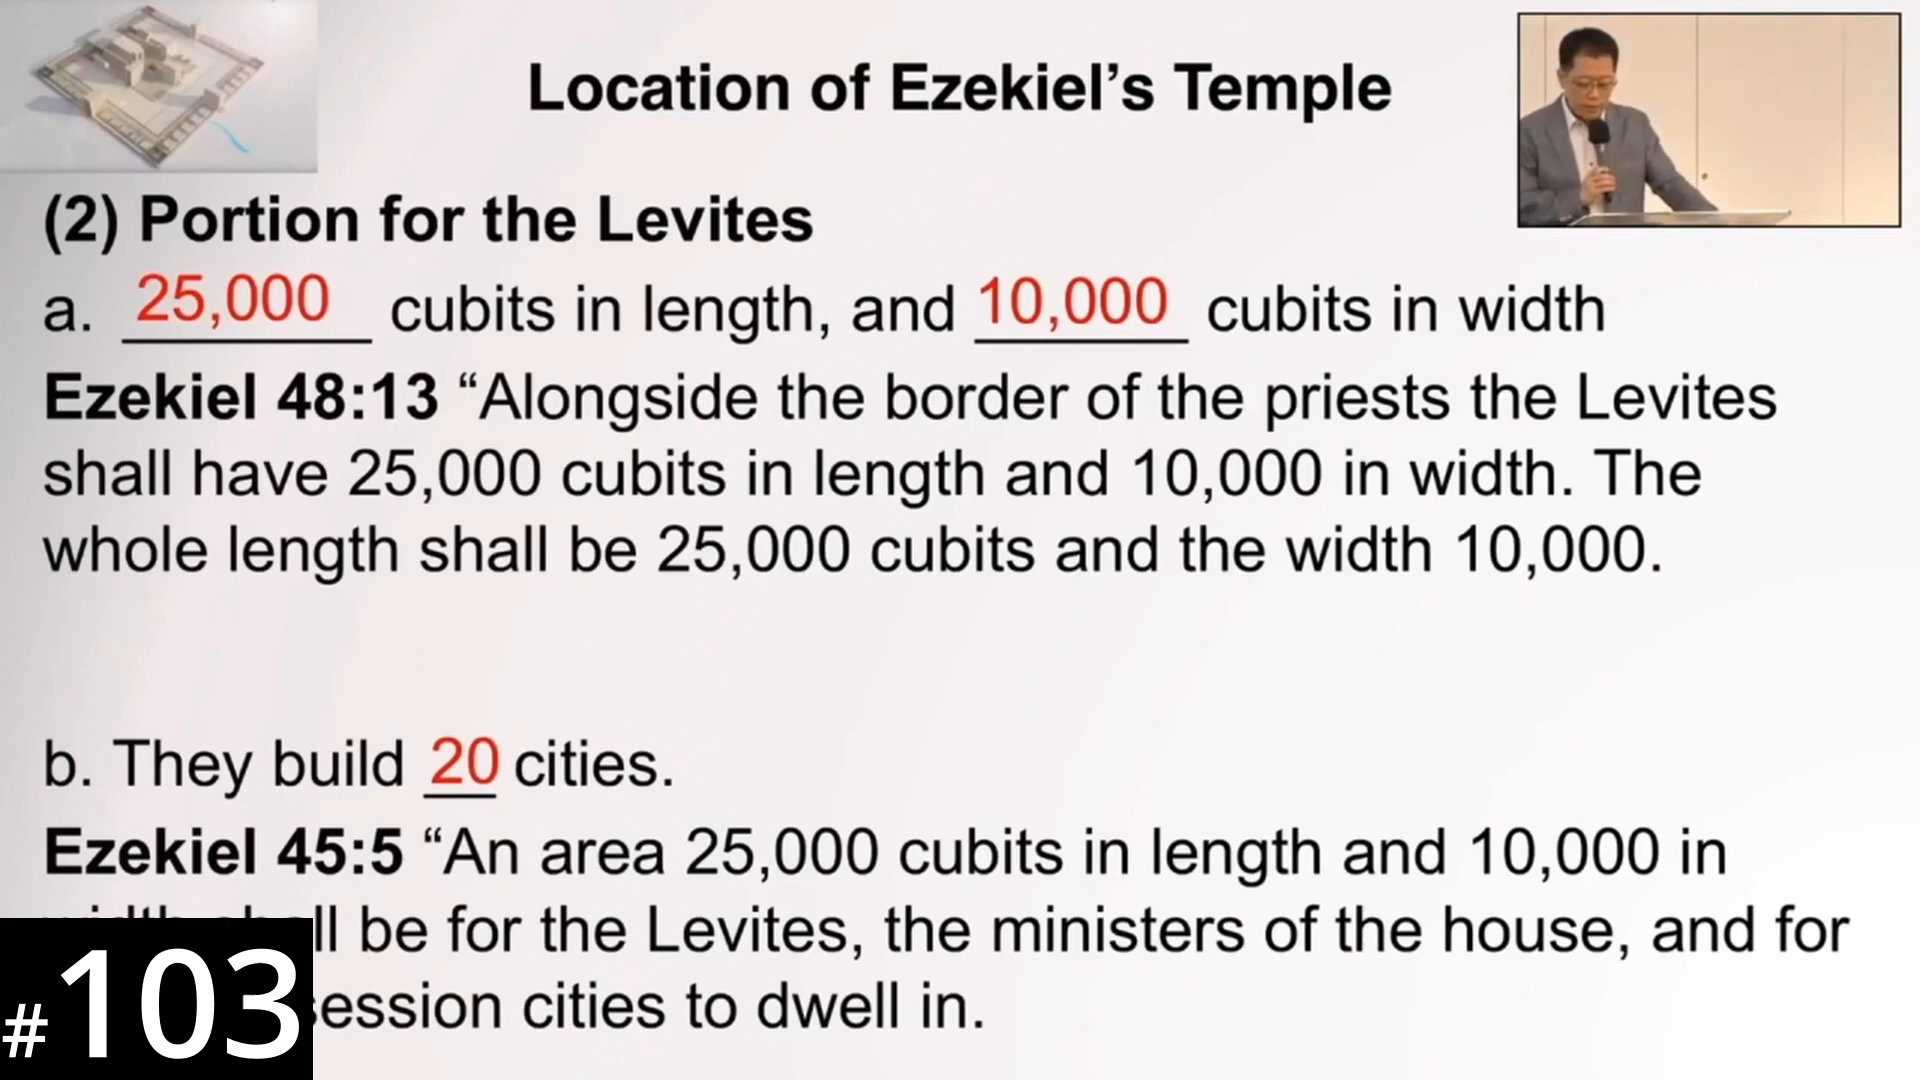 Location of Ezekiel’s Temple
(2) Portion for the Levites
a. 25,000 cubits in length, and 10,000 cubits in width
Ezekiel 48:13 “Alongside the border of the priests the Levites
shall have 25,000 cubits in length and 10,000 in width. The
whole length shall be 25,000 cubits and the width 10,000.
b. They build 20 cities.
Ezekiel 45:5 “An area 25,000 cubits in length and 10,000 in
be for the Levites, the ministers of the house, and for
cities to dwell in.
#103